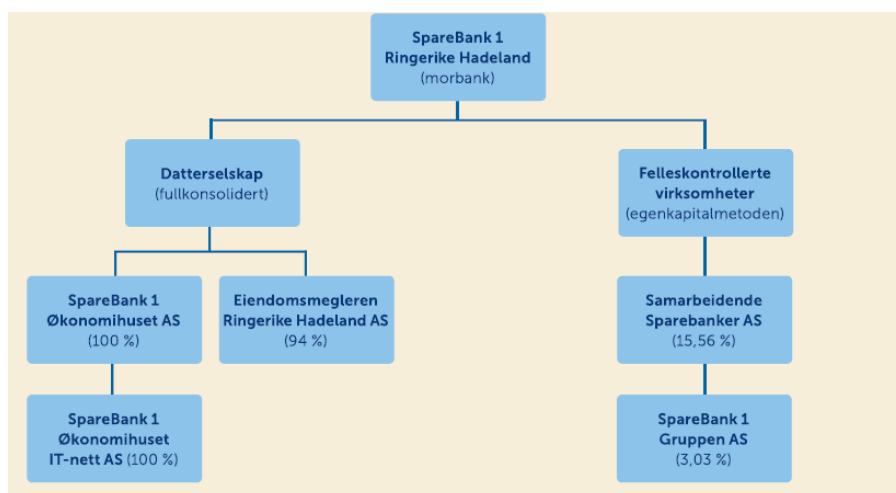 SpareBank 1
Ringerike Hadeland
(morbank)
Datterselskap
(fullkonsolidert)
Felleskontrollerte
virksomheter
(egenkapitalmetoden)
SpareBank 1
Økonomihuset AS
(100 %)
Eiendomsmegleren
Ringerike Hadeland AS
(94 %)
Samarbeidende
Sparebanker AS
(15,56 %)
SpareBank 1
Økonomihuset
IT-nett AS (100 %)
SpareBank 1
Gruppen AS
(3,03 %)